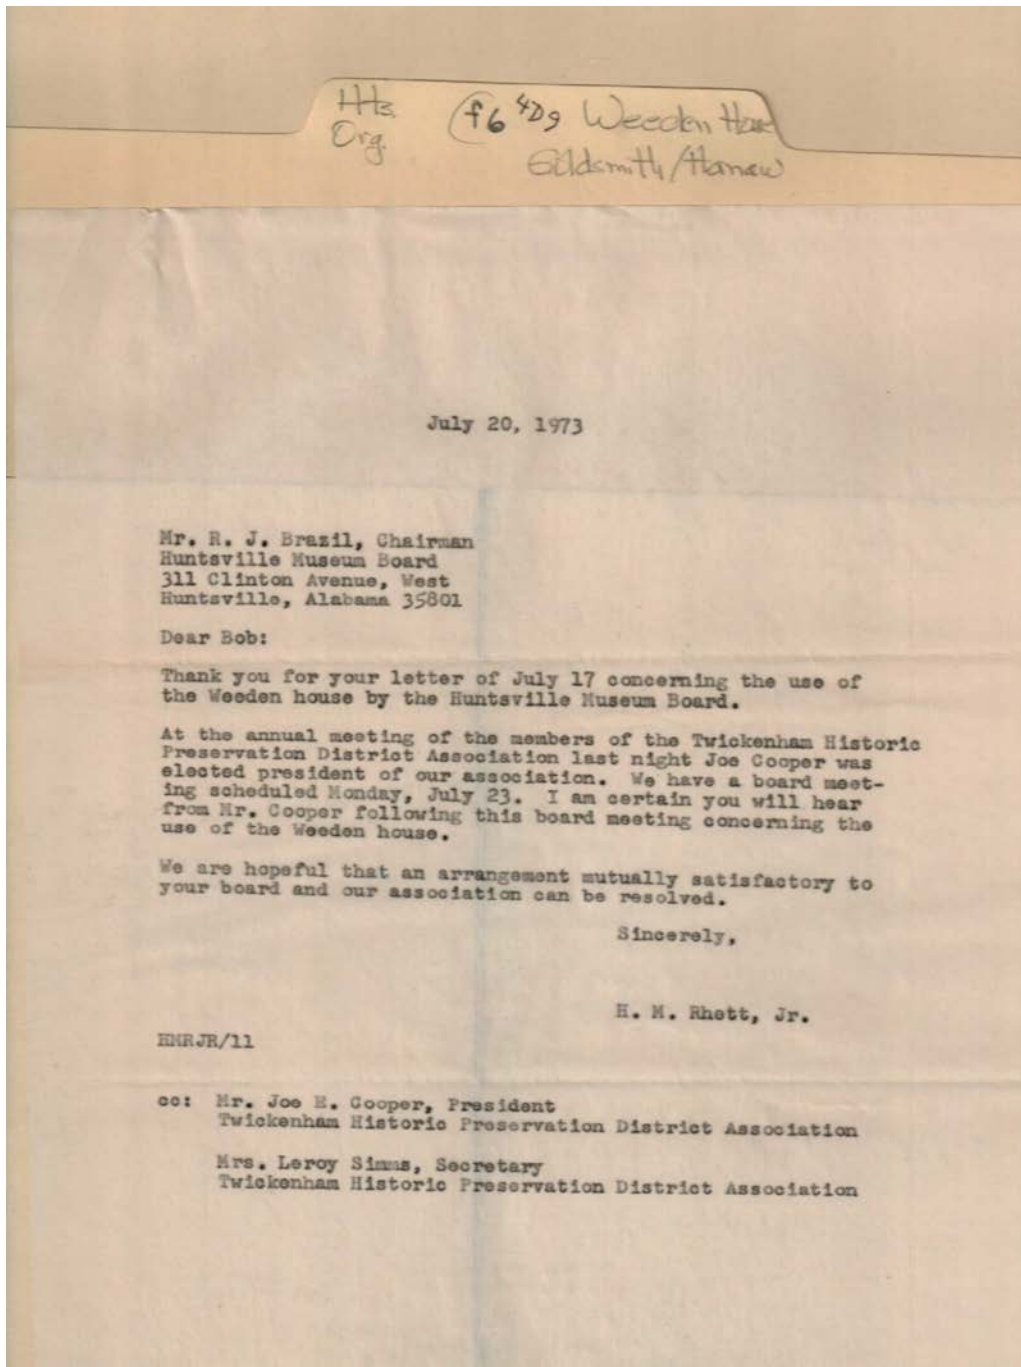 Hts.
Org.
(f6 4D9 Weeden
July 20, 1973
Mr. R. J. Brazil, Chairman
Huntsville Museum Board
311 Clinton Avenue, West
Huntsville, Alabama 35801
Dear Bob:
Thank you for your letter of July 17 concerning the use of
the Weeden house by the Huntsville Museum Board.
At the annual meeting of the members of the Twickenham Historic
Preservation District Association last night Joe Cooper was
elected president of our association. We have a board meet-
ing scheduled Monday, July 23. I am certain you will hear
from Mr. Cooper following this board meeting concerning the
use of the Weeden house.
We are hopeful that an arrangement mutually satisfactory to
your board and our association can be resolved.
Sincerely,
H. M. Rhett, Jr.
HMRJR/ll
cc: Mr. Joe E. Cooper, President
Twickenham Historic Preservation District Association
Mrs. Leroy Simms, Secretary
Twickenham Historic Preservation District Association